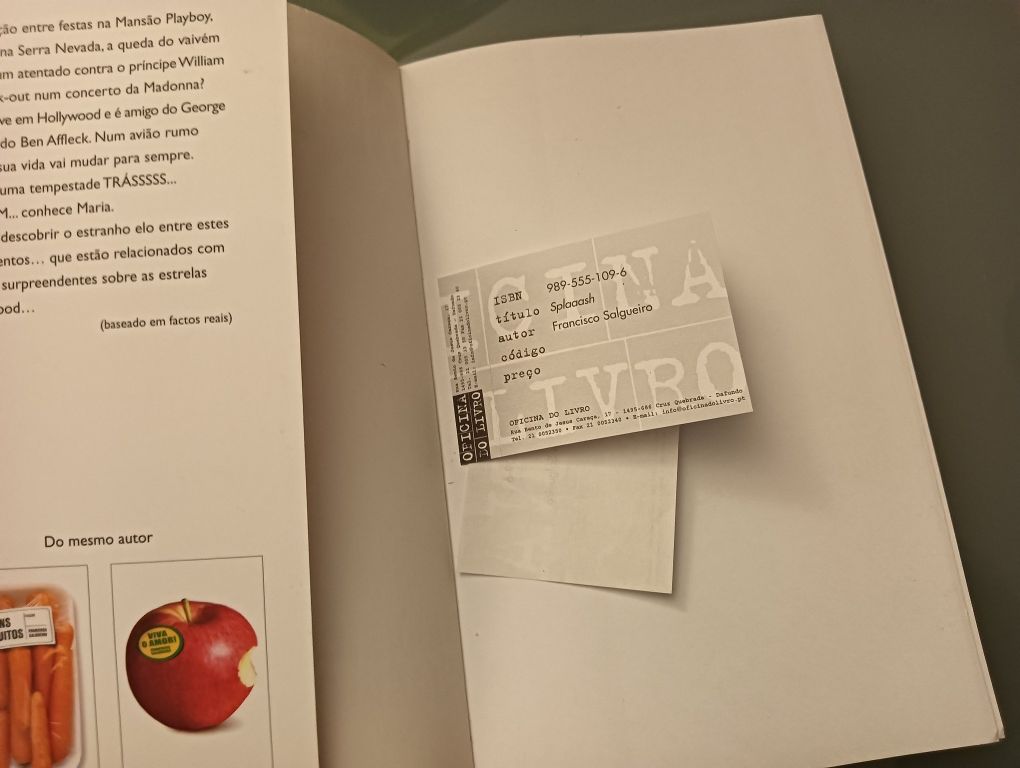 ção entre festas na Mansão Playboy,
na Serra Nevada, a queda do vaivém
um atentado contra o príncipe William
k-out num concerto da Madonna?
ve em Hollywood e é amigo do George
do Ben Affleck. Num avião rumo
sua vida vai mudar para sempre.
uma tempestade TRÁSSSSS...
M... conhece Maria.
descobrir o estranho elo entre estes
entos... que estão relacionados com
surpreendentes sobre as estrelas
ood...
(baseado em factos reais)
Do mesmo autor
NS
UITOS
VIVA
O AMOR!
ICINA
LIVRO
ISBN 989-555-109-6
título Splaaash
autor Francisco Salgueiro
código
preço
OFICINA DO LIVRO
Rua Bento de Jesus Caraça, 17 - 1495-686 Cruz Quebrada - Dafundo
Tel. 21 0052350 • Fax 21 0052340 • E-mail: info@oficinadolivro.pt
OFICINA
DO LIVRO